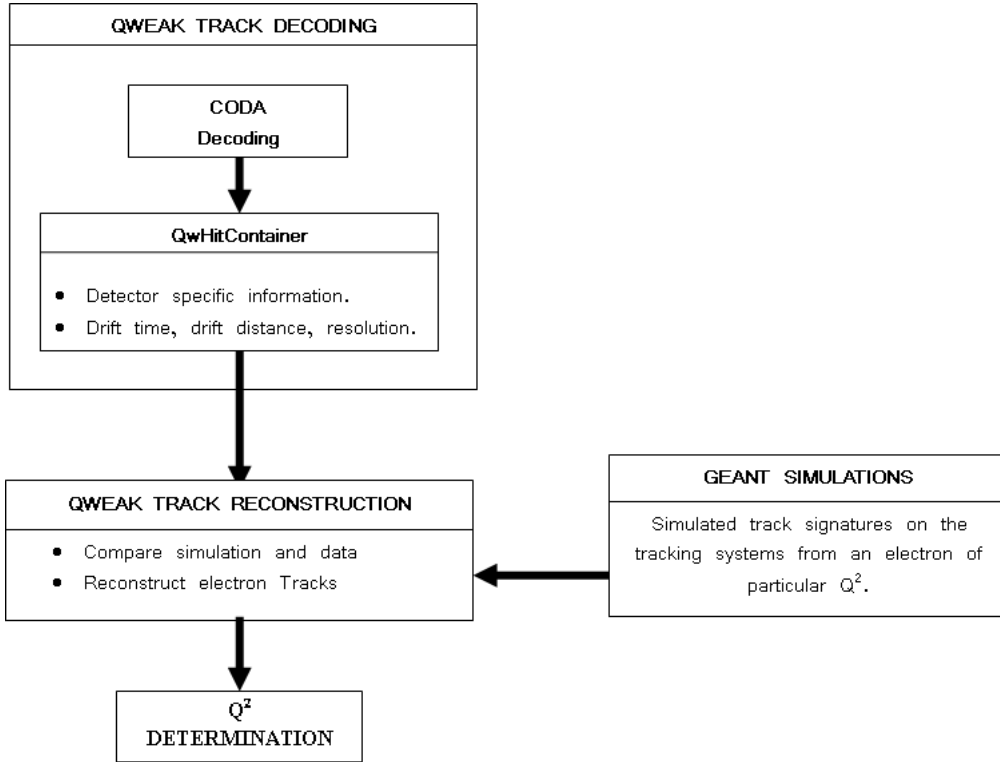 QWEAK TRACK DECODING
CODA
Decoding
QwHitContainer
● Detector specific information.
● Drift time, drift distance, resolution.
QWEAK TRACK RECONSTRUCTION
● Compare simulation and data
● Reconstruct electron Tracks
GEANT SIMULATIONS
Simulated track signatures on the
tracking systems from an electron of
particular Q².
Q²
DETERMINATION